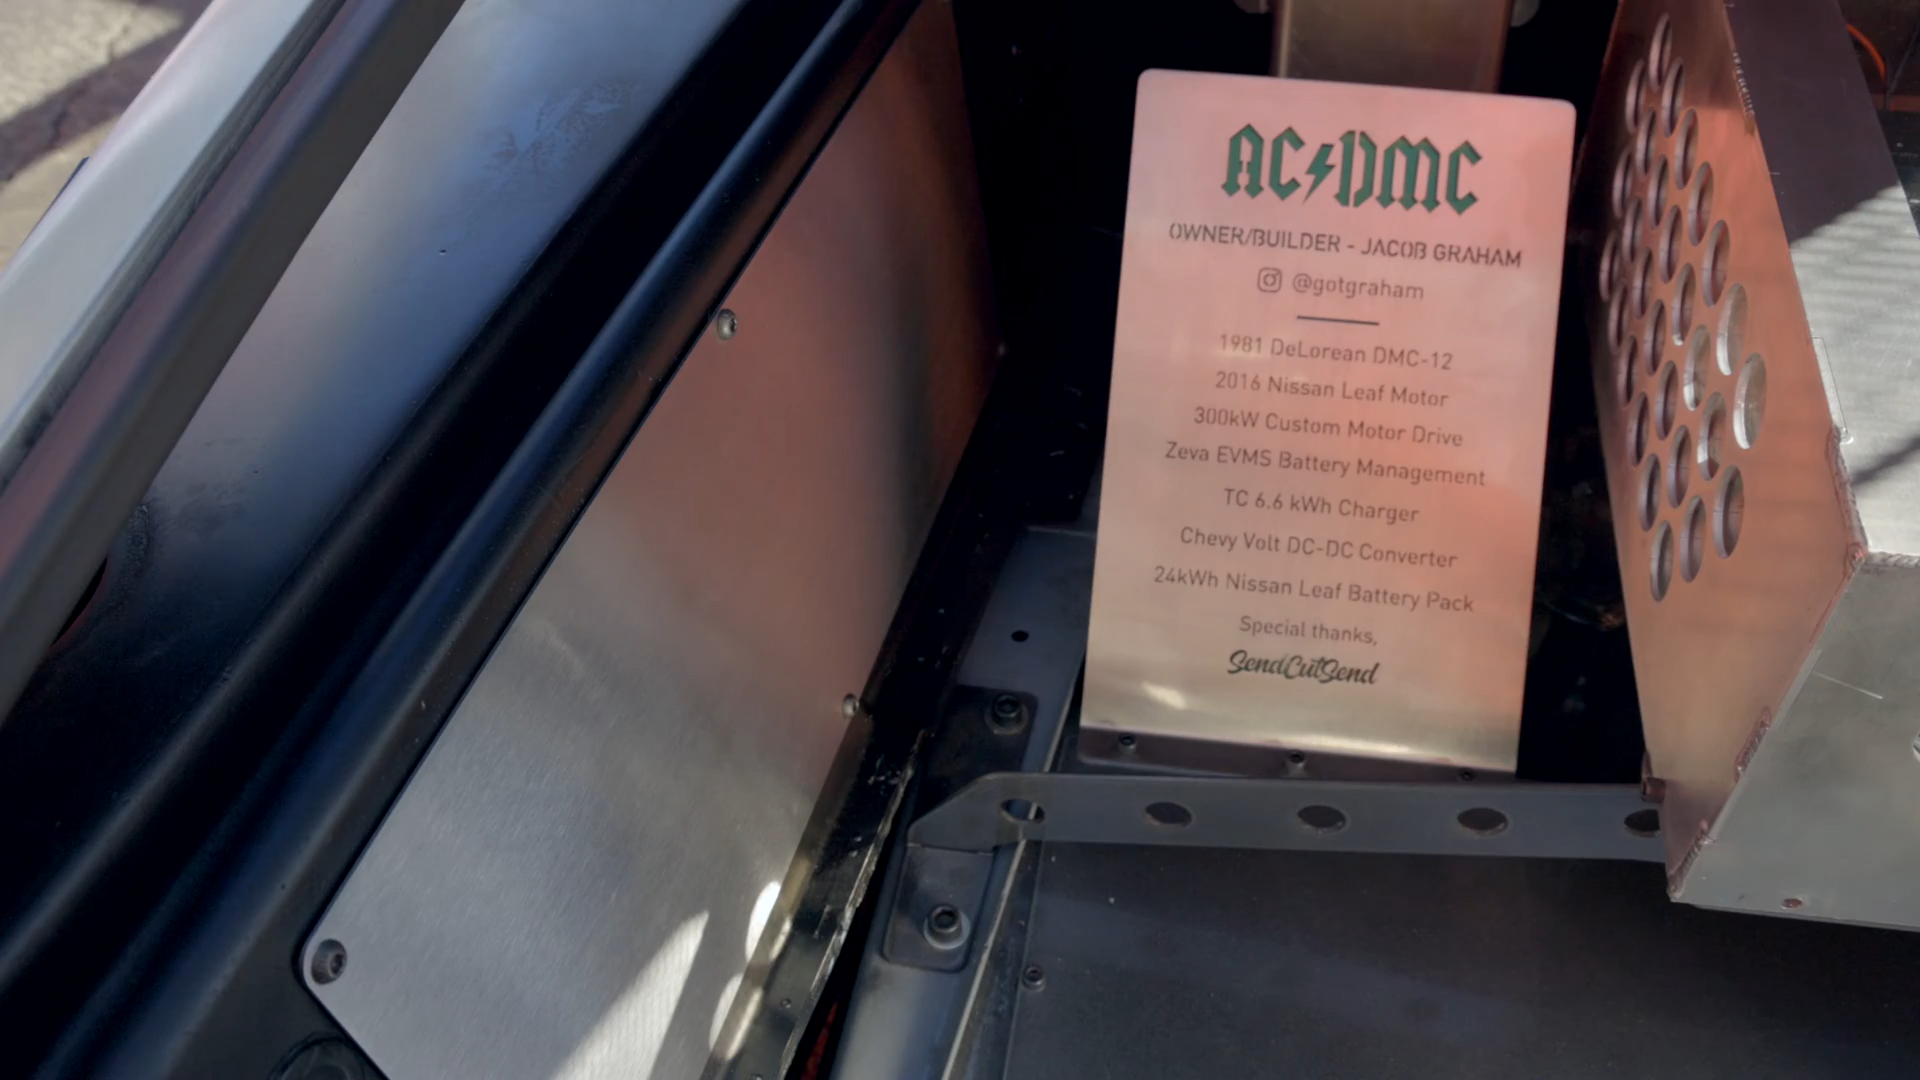 AC⚡DMC
OWNER/BUILDER - JACOB GRAHAM
@gotgraham
1981 DeLorean DMC-12
2016 Nissan Leaf Motor
300kW Custom Motor Drive
Zeva EVMS Battery Management
TC 6.6 kWh Charger
Chevy Volt DC-DC Converter
24kWh Nissan Leaf Battery Pack
Special thanks,
SendCutSend